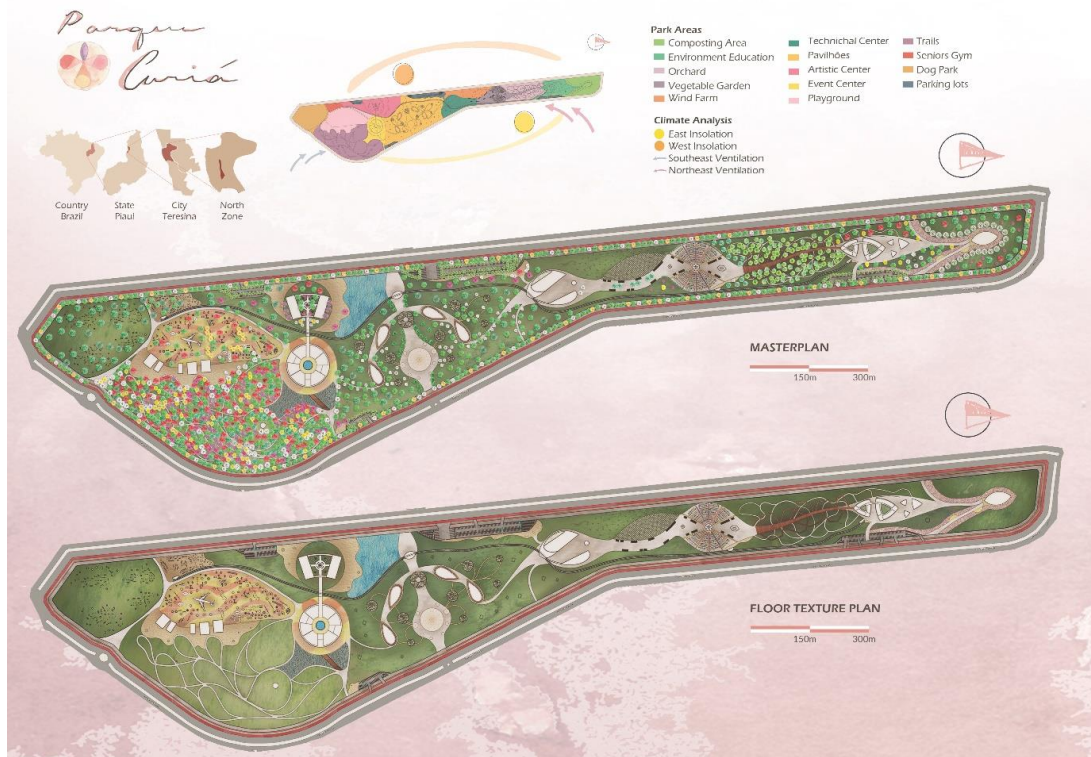 Parque
Curiá
Country
Brazil
State
Piauí
City
Teresina
North
Zone
Park Areas
Composting Area
Environment Education
Orchard
Vegetable Garden
Wind Farm
Technichal Center
Pavilhões
Artistic Center
Event Center
Playground
Trails
Seniors Gym
Dog Park
Parking lots
Climate Analysis
East Insolation
West Insolation
Southeast Ventilation
Northeast Ventilation
MASTERPLAN
150m 300m
FLOOR TEXTURE PLAN
150m 300m